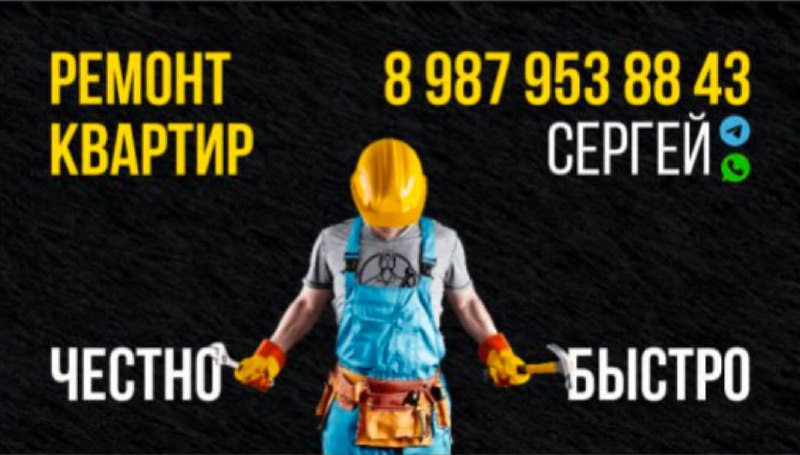 РЕМОНТ
КВАРТИР
8 987 953 88 43
СЕРГЕЙ
ЧЕСТНО
БЫСТРО